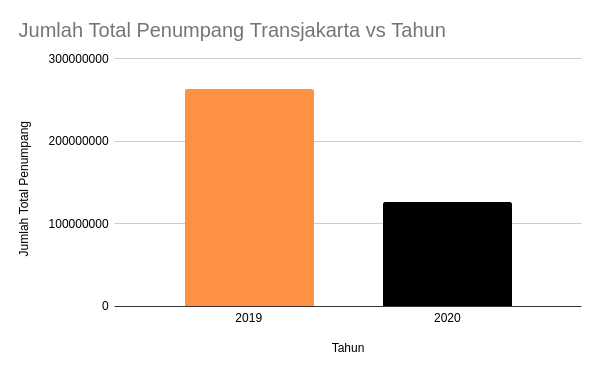 Jumlah Total Penumpang Transjakarta vs Tahun
300000000
200000000
100000000
0
Jumlah Total Penumpang
2019
2020
Tahun